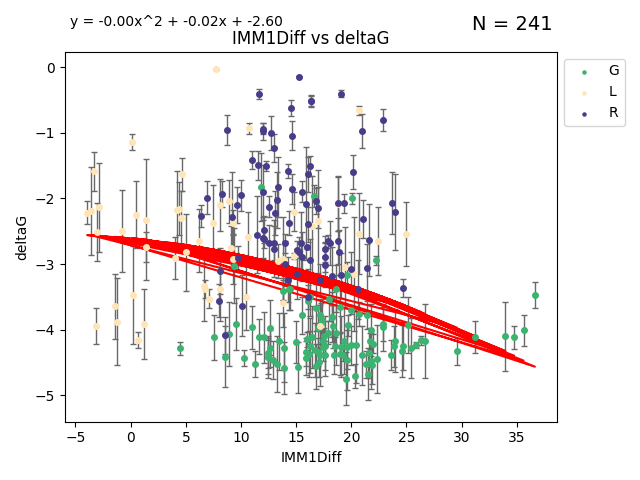 y = -0.00x^2 + -0.02x + -2.60
N = 241
IMM1Diff vs deltaG
G
L
R
deltaG
0
−1
−2
−3
−4
−5
−5 0 5 10 15 20 25 30 35
IMM1Diff